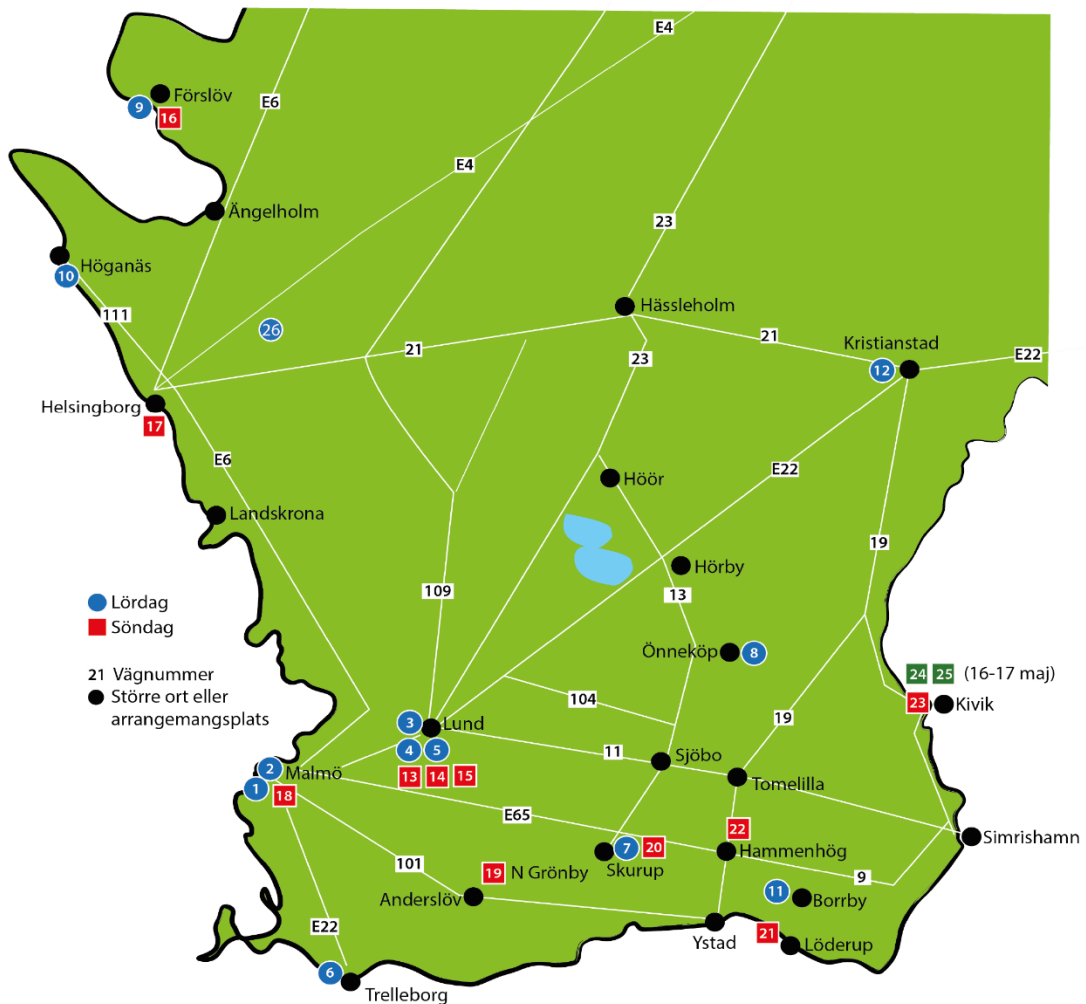 E4
Förslöv
E6
9
16
E4
Ängelholm
23
Höganäs
10
111
Hässleholm
26
21
21
Kristianstad
23
E22
12
Helsingborg
17
E6
E22
Höör
Landskrona
19
Hörby
109
13
Lördag
Söndag
Önneköp
8
21 Vägnummer
Större ort eller
arrangemangsplats
24 25 (16-17 maj)
104
23
Kivik
19
3
Lund
4 5
11
Sjöbo
2
Malmö
13 14 15
Tomelilla
1
18
E65
22
Simrishamn
7
20
Hammenhög
101
19
N Grönby
Skurup
9
Anderslöv
11
Borrby
E22
Ystad
21
Löderup
6
Trelleborg